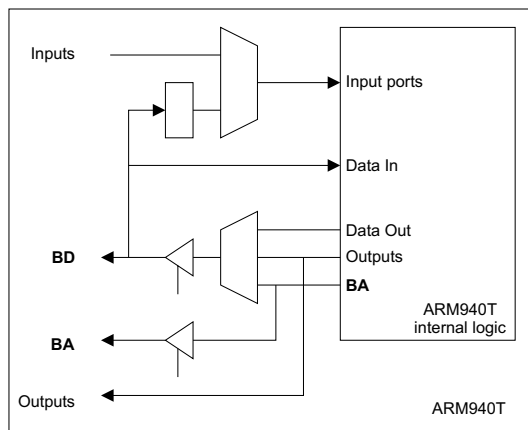 Inputs
Input ports
Data In
Data Out
BD
Outputs
BA
ARM940T
internal logic
BA
Outputs
ARM940T